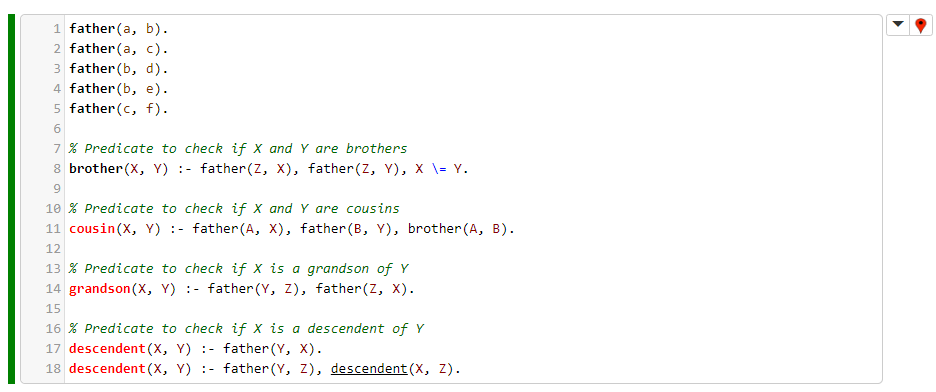 1 father(a, b).
2 father(a, c).
3 father(b, d).
4 father(b, e).
5 father(c, f).
6
7 % Predicate to check if X and Y are brothers
8 brother(X, Y) :- father(Z, X), father(Z, Y), X \= Y.
9
10 % Predicate to check if X and Y are cousins
11 cousin(X, Y) :- father(A, X), father(B, Y), brother(A, B).
12
13 % Predicate to check if X is a grandson of Y
14 grandson(X, Y) :- father(Y, Z), father(Z, X).
15
16 % Predicate to check if X is a descendent of Y
17 descendent(X, Y) :- father(Y, X).
18 descendent(X, Y) :- father(Y, Z), descendent(X, Z).